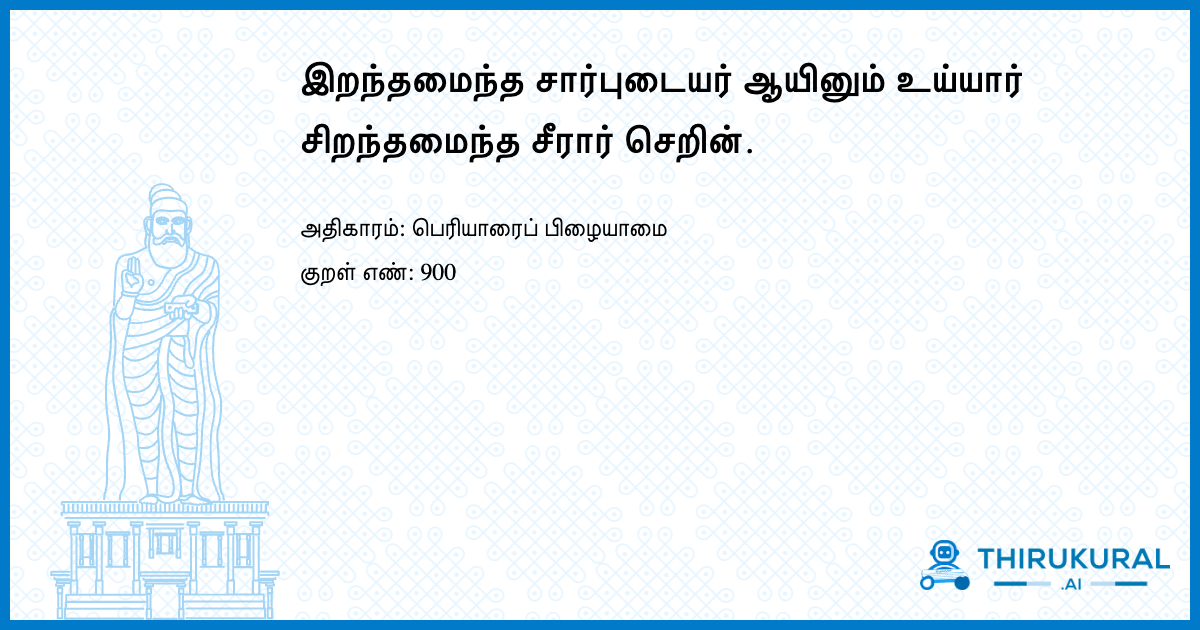 இறந்தமைந்த சார்புடையர் ஆயினும் உய்யார்
சிறந்தமைந்த சீரார் செறின்.
அதிகாரம்: பெரியாரைப் பிழையாமை
குறள் எண்: 900
THIRUKURAL
.AI